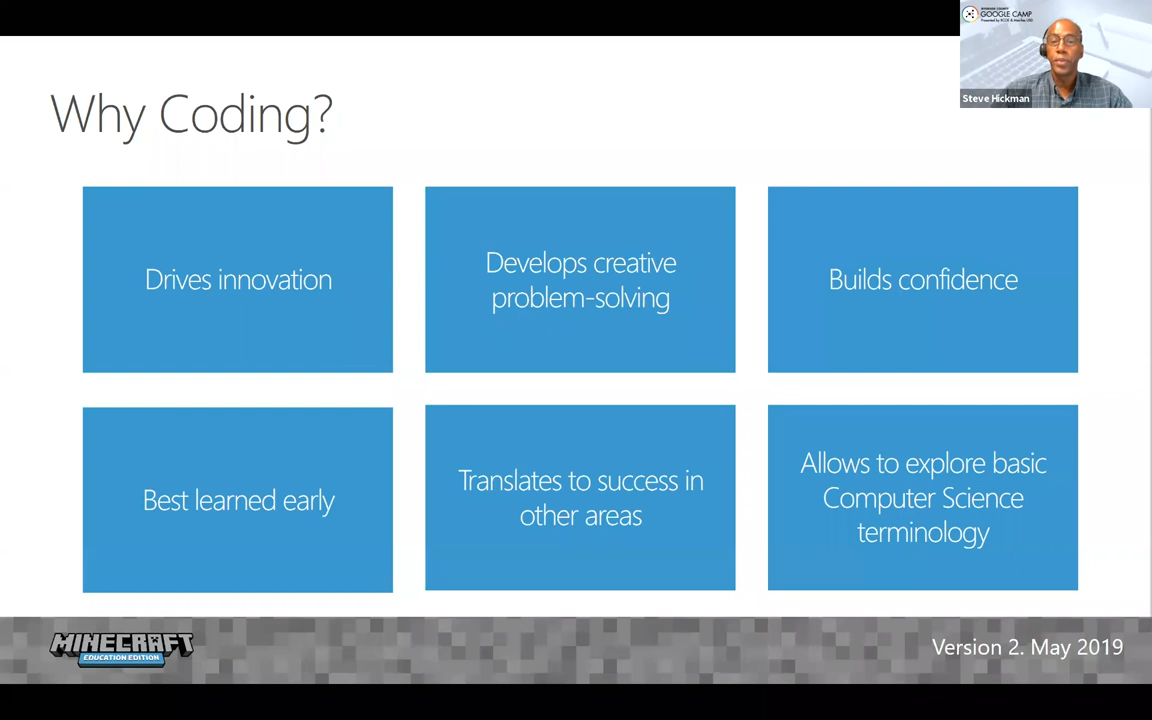 GOOGLE CAMP
Steve Hickman
Why Coding?
Drives innovation
Develops creative
problem-solving
Builds confidence
Best learned early
Translates to success in
other areas
Allows to explore basic
Computer Science
terminology
MINECRAFT
EDUCATION EDITION
Version 2. May 2019